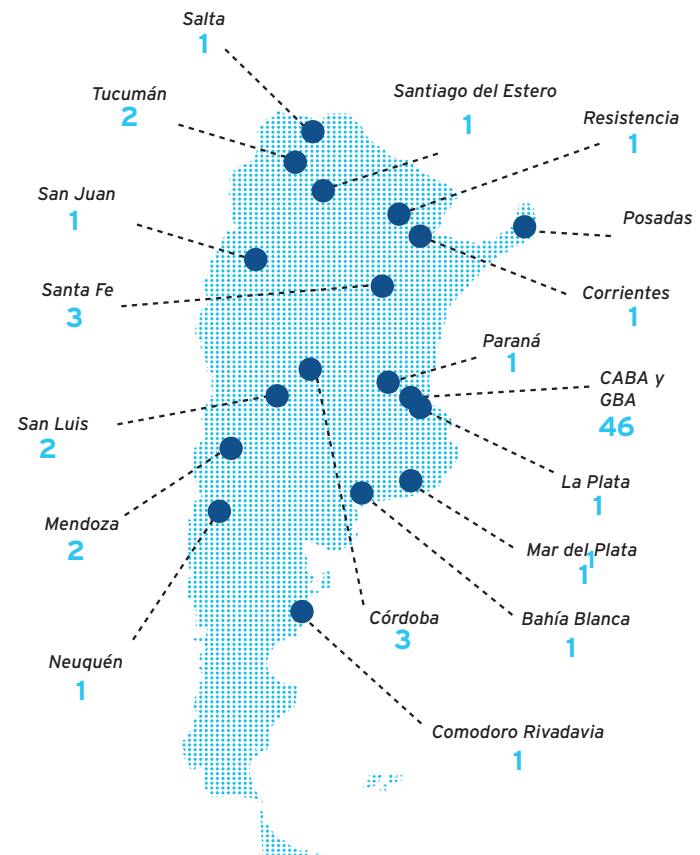 Salta
1
Tucumán
2
Santiago del Estero
1
Resistencia
1
San Juan
1
Posadas
Santa Fe
3
Corrientes
1
Paraná
1
CABA y
GBA
46
San Luis
2
La Plata
1
Mendoza
2
Mar del Plata
1
1
Córdoba
3
Bahía Blanca
1
Neuquén
1
Comodoro Rivadavia
1